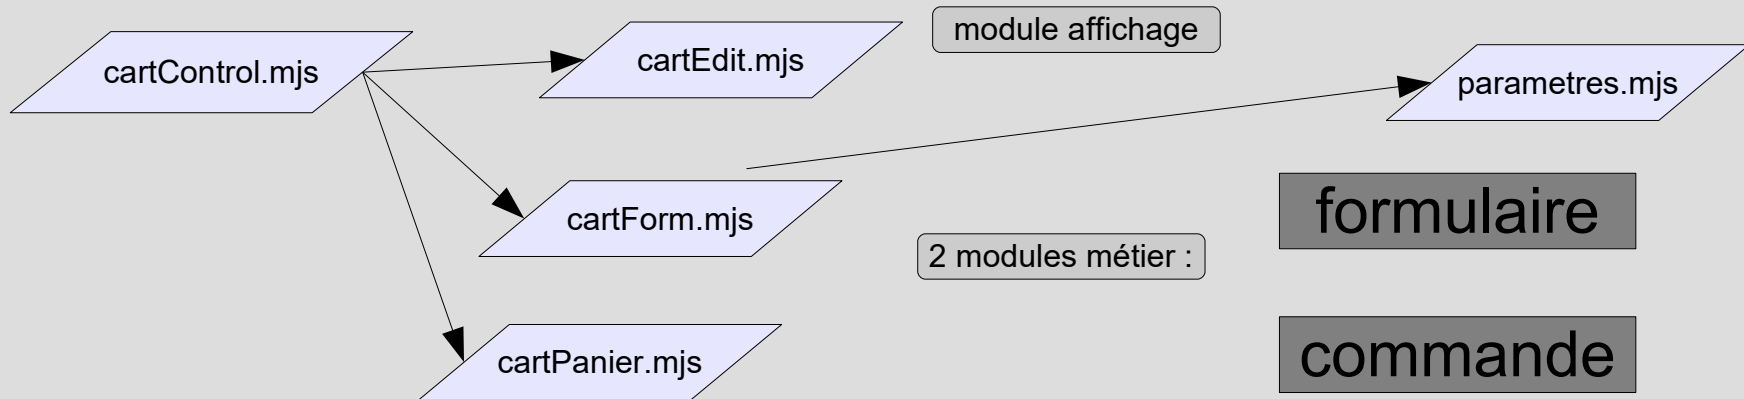 cartControl.mjs
cartEdit.mjs
module affichage
parametres.mjs
cartForm.mjs
2 modules métier :
formulaire
cartPanier.mjs
commande